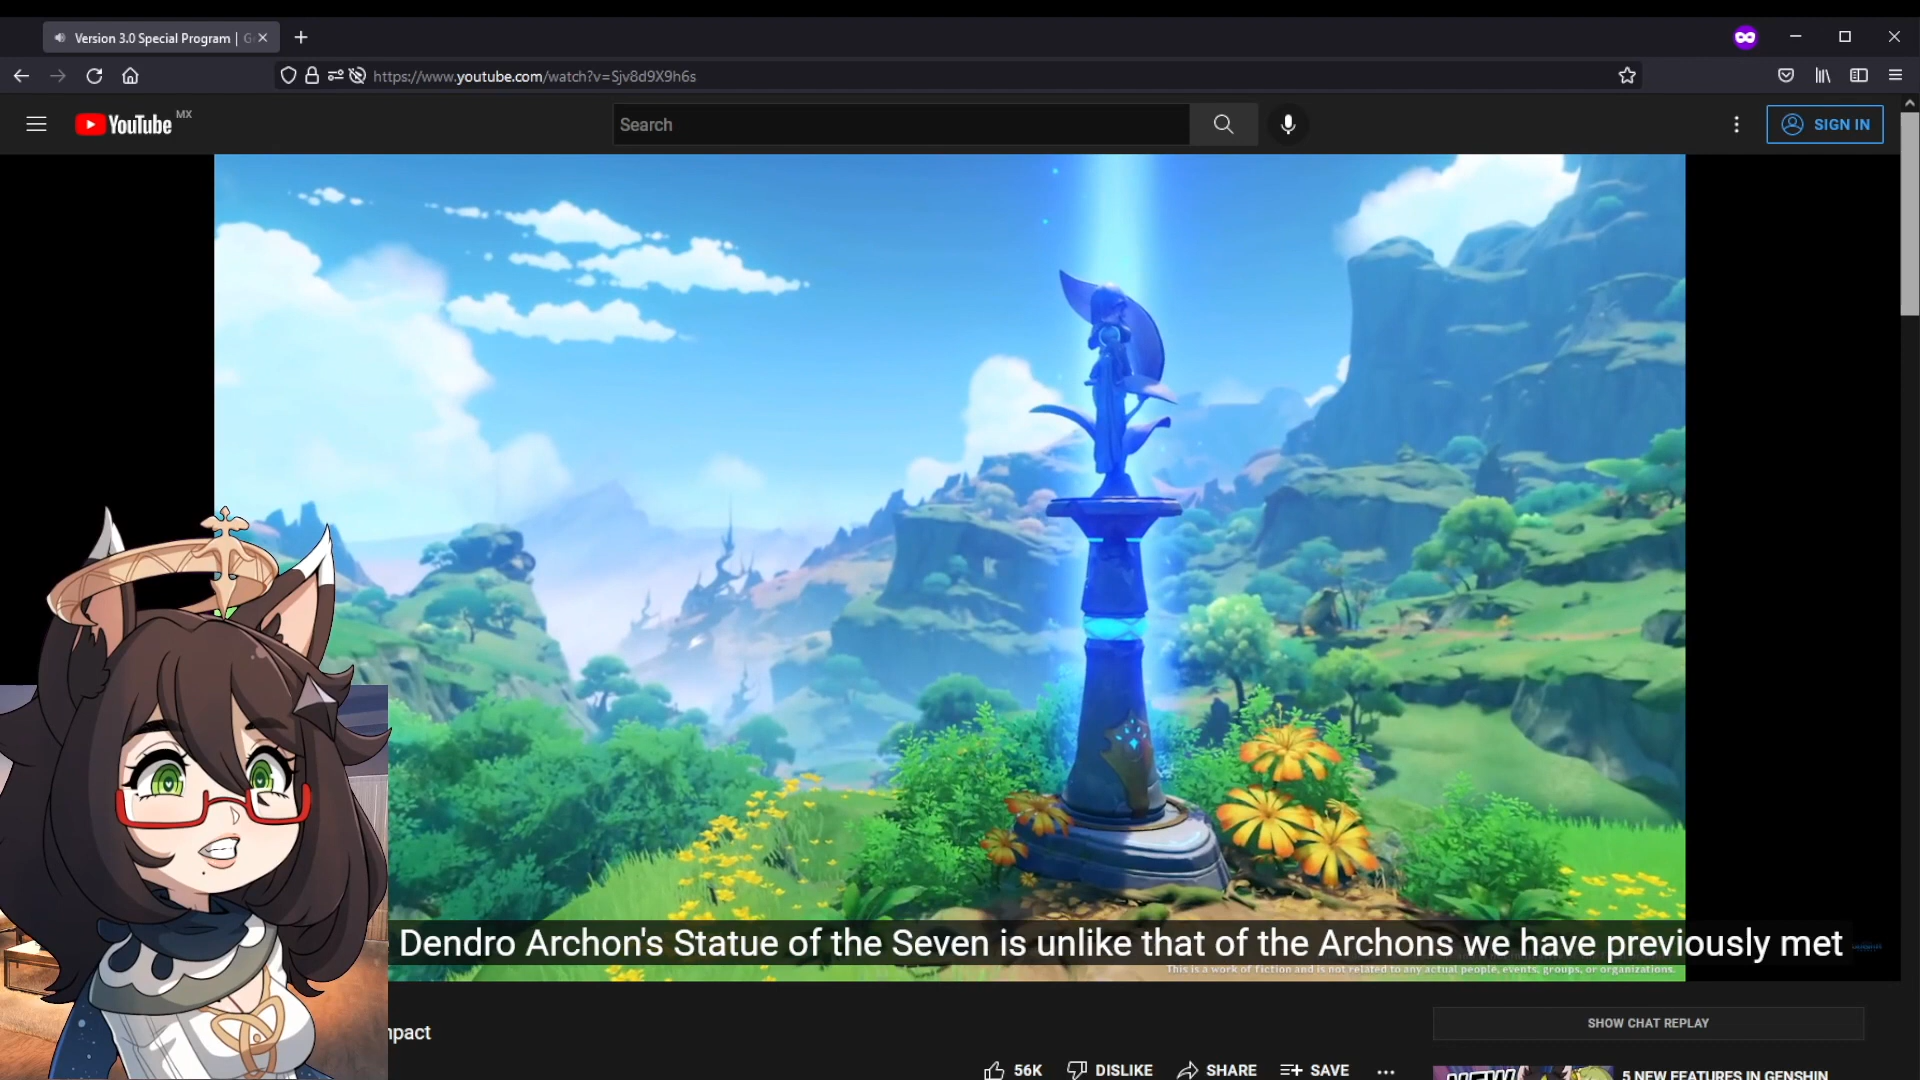 Version 3.0 Special Program | G
https://www.youtube.com/watch?v=Sjv8d9X9h6s
YouTube MX
Search
SIGN IN
Dendro Archon's Statue of the Seven is unlike that of the Archons we have previously met
This is a work of fiction and is not related to any actual people, events, groups, or organizations.
mpact
SHOW CHAT REPLAY
56K DISLIKE SHARE SAVE
NEW
5 NEW FEATURES IN GENSHIN